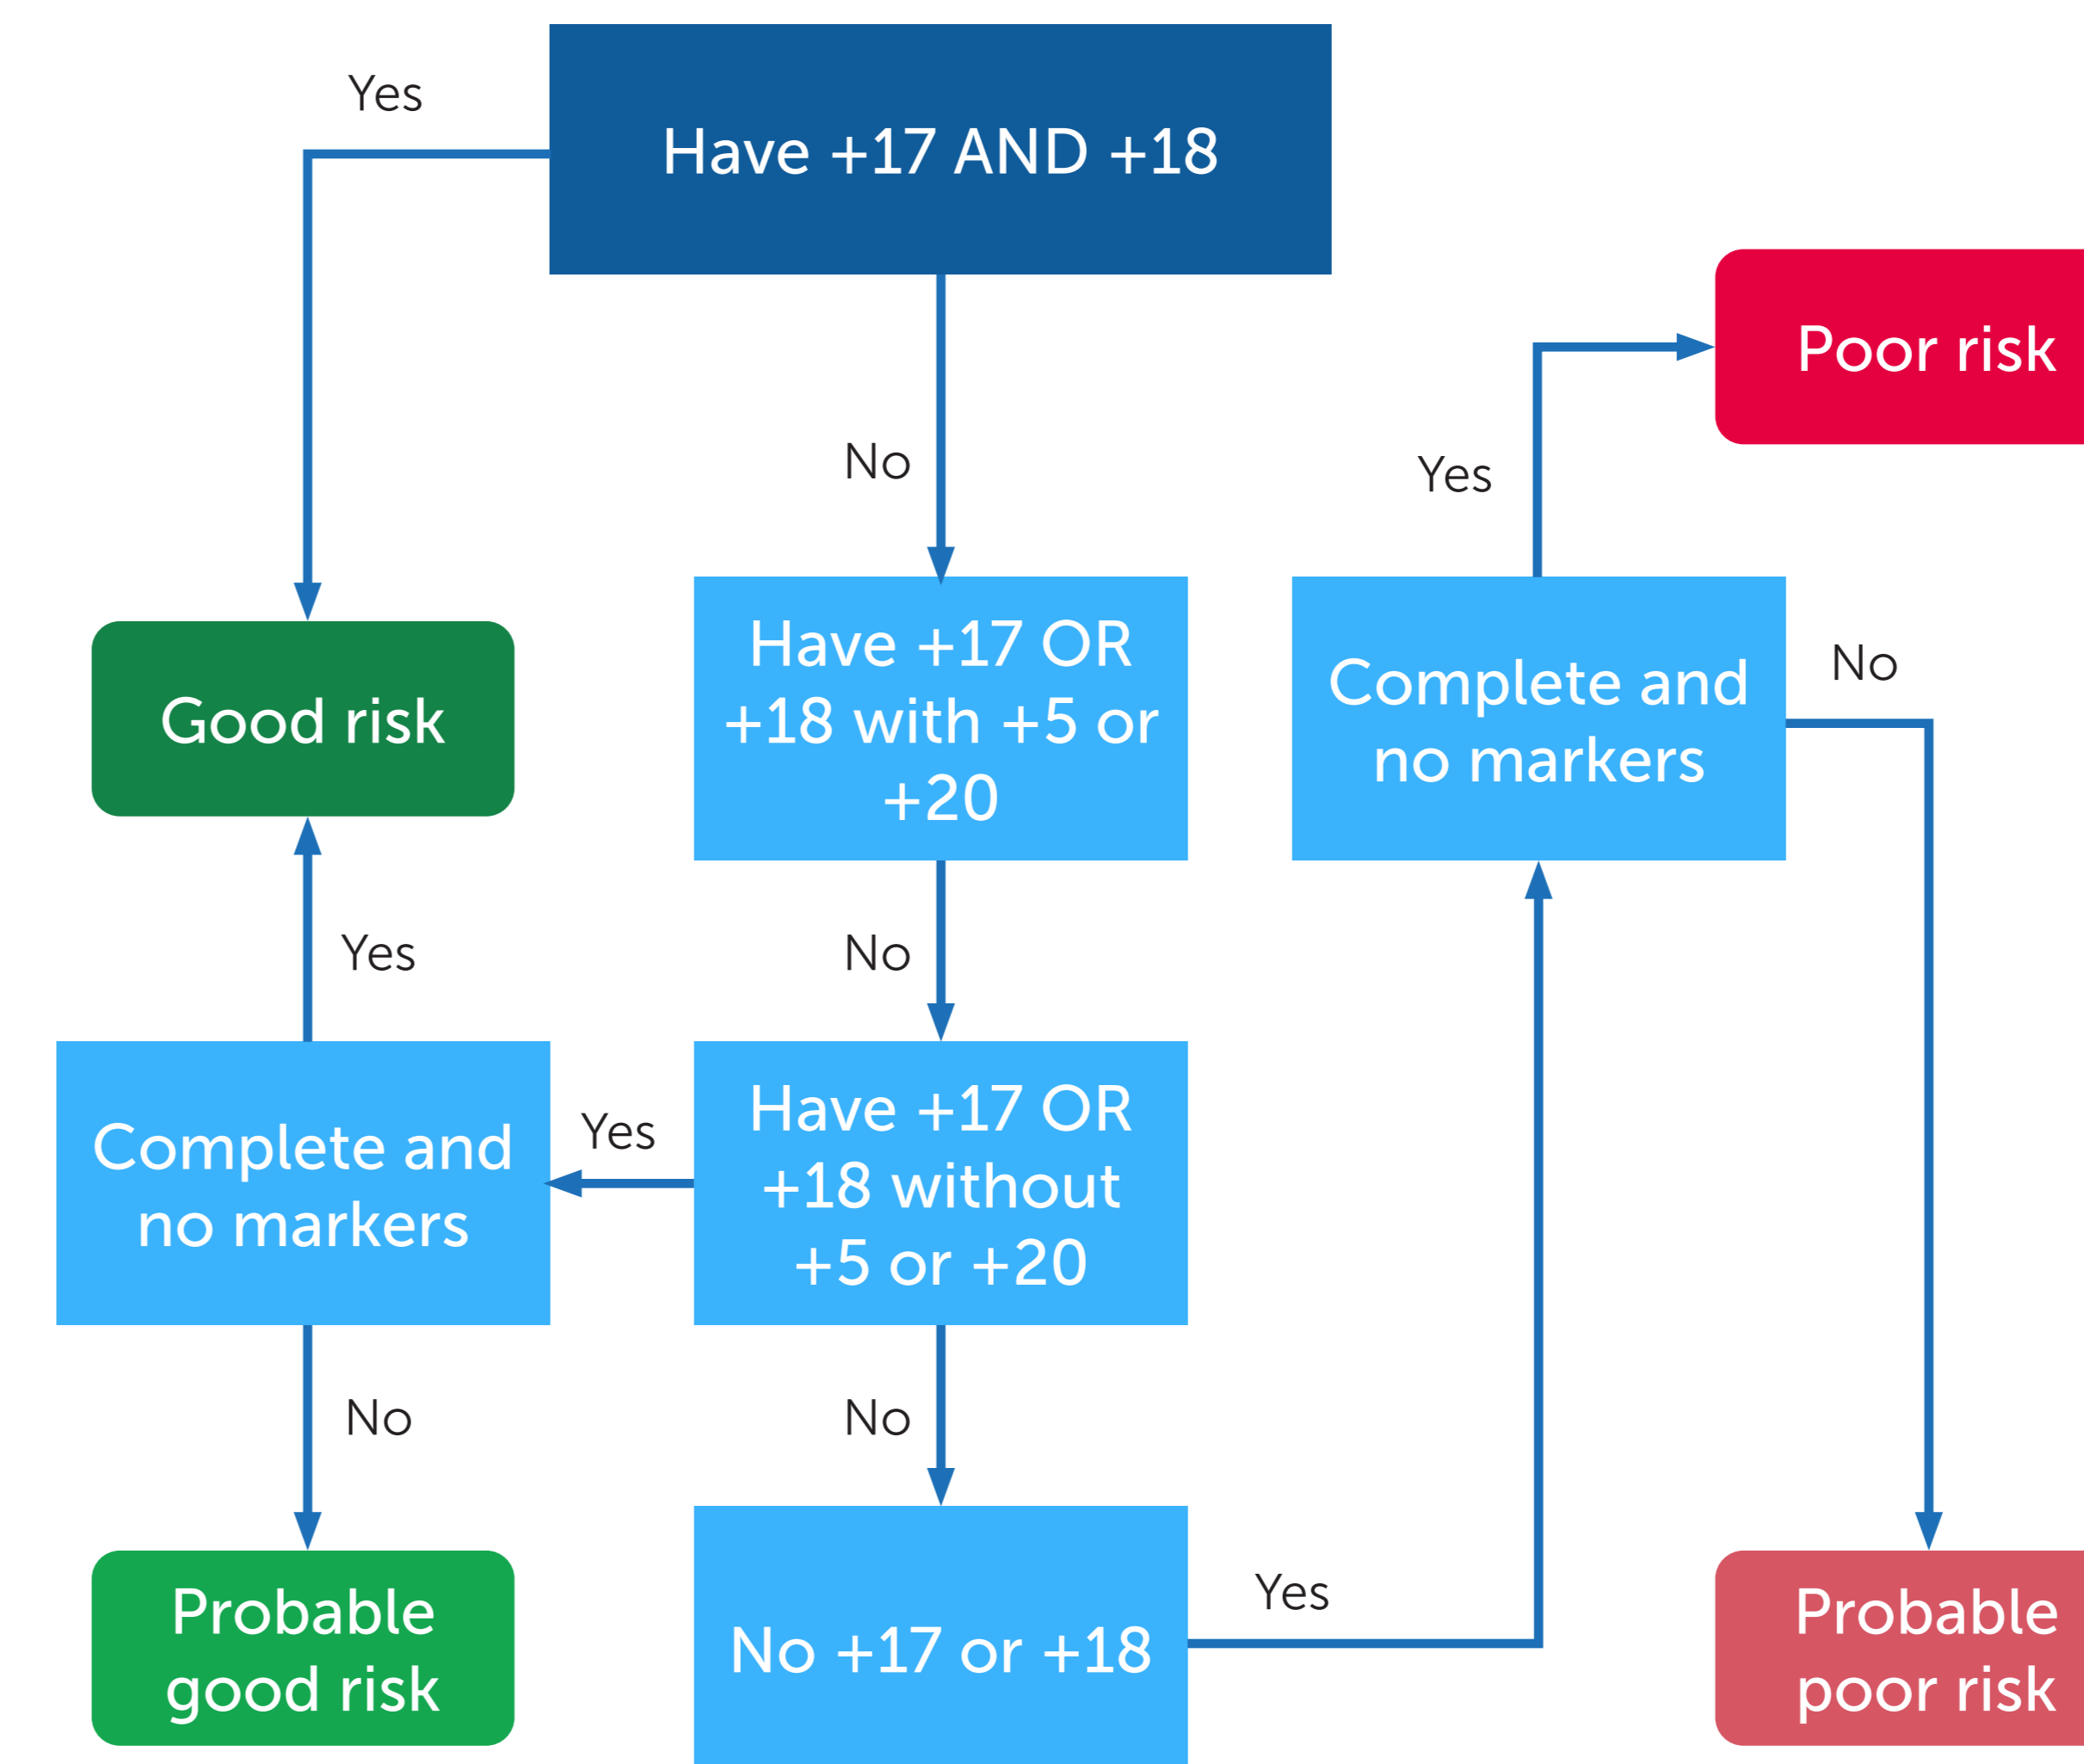 Yes
Have +17 AND +18
Poor risk
No
Yes
Have +17 OR
+18 with +5 or
+20
Complete and
no markers
No
Good risk
Yes
No
Complete and
no markers
Yes
Have +17 OR
+18 without
+5 or +20
No
No
Probable
good risk
No +17 or +18
Yes
Probable
poor risk